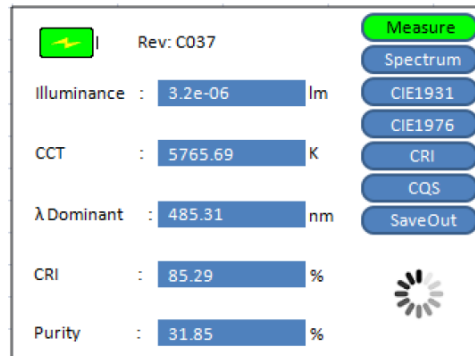 Rev: C037
Illuminance : 3.2e-06 lm
CCT : 5765.69 K
λ Dominant : 485.31 nm
CRI : 85.29 %
Purity : 31.85 %
Measure
Spectrum
CIE1931
CIE1976
CRI
CQS
SaveOut